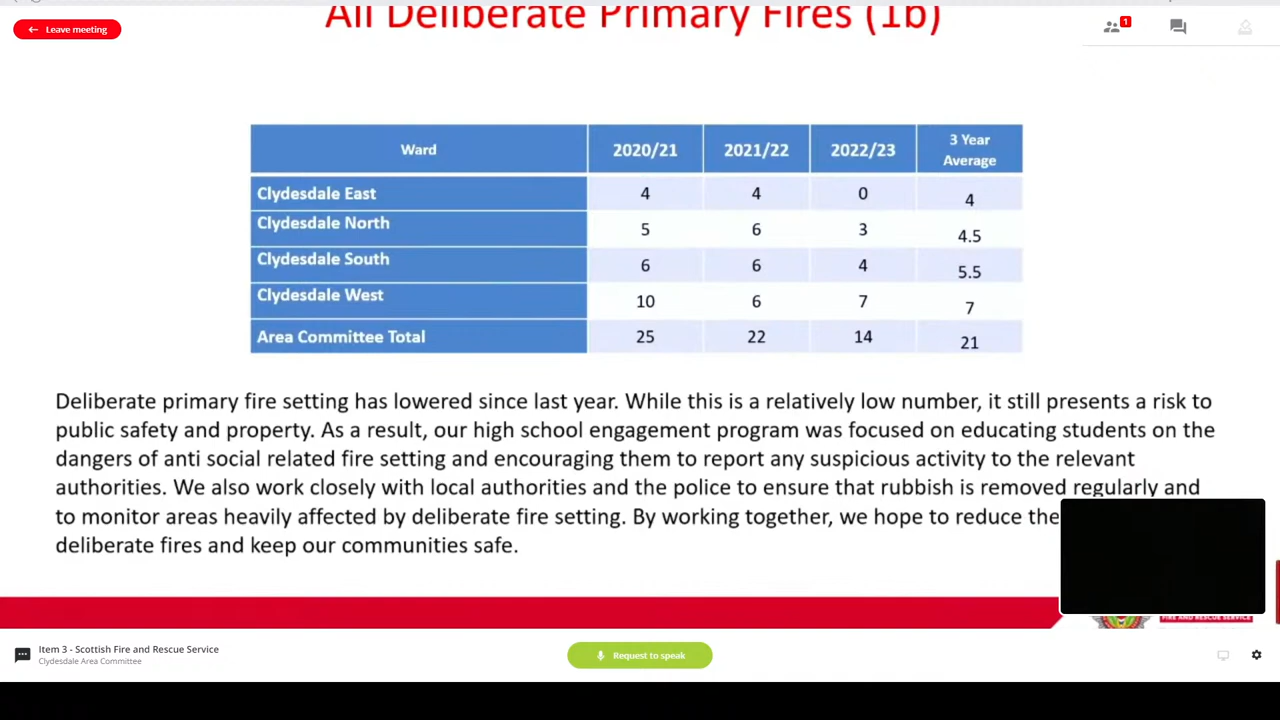 All Deliberate Primary Fires (1b)
Leave meeting
1
Ward 2020/21 2021/22 2022/23 3 Year Average
Clydesdale East 4 4 0 4
Clydesdale North 5 6 3 4.5
Clydesdale South 6 6 4 5.5
Clydesdale West 10 6 7 7
Area Committee Total 25 22 14 21
Deliberate primary fire setting has lowered since last year. While this is a relatively low number, it still presents a risk to
public safety and property. As a result, our high school engagement program was focused on educating students on the
dangers of anti social related fire setting and encouraging them to report any suspicious activity to the relevant
authorities. We also work closely with local authorities and the police to ensure that rubbish is removed regularly and
to monitor areas heavily affected by deliberate fire setting. By working together, we hope to reduce the
deliberate fires and keep our communities safe.
FIRE AND RESCUE SERVICE
Item 3 - Scottish Fire and Rescue Service
Clydesdale Area Committee
Request to speak